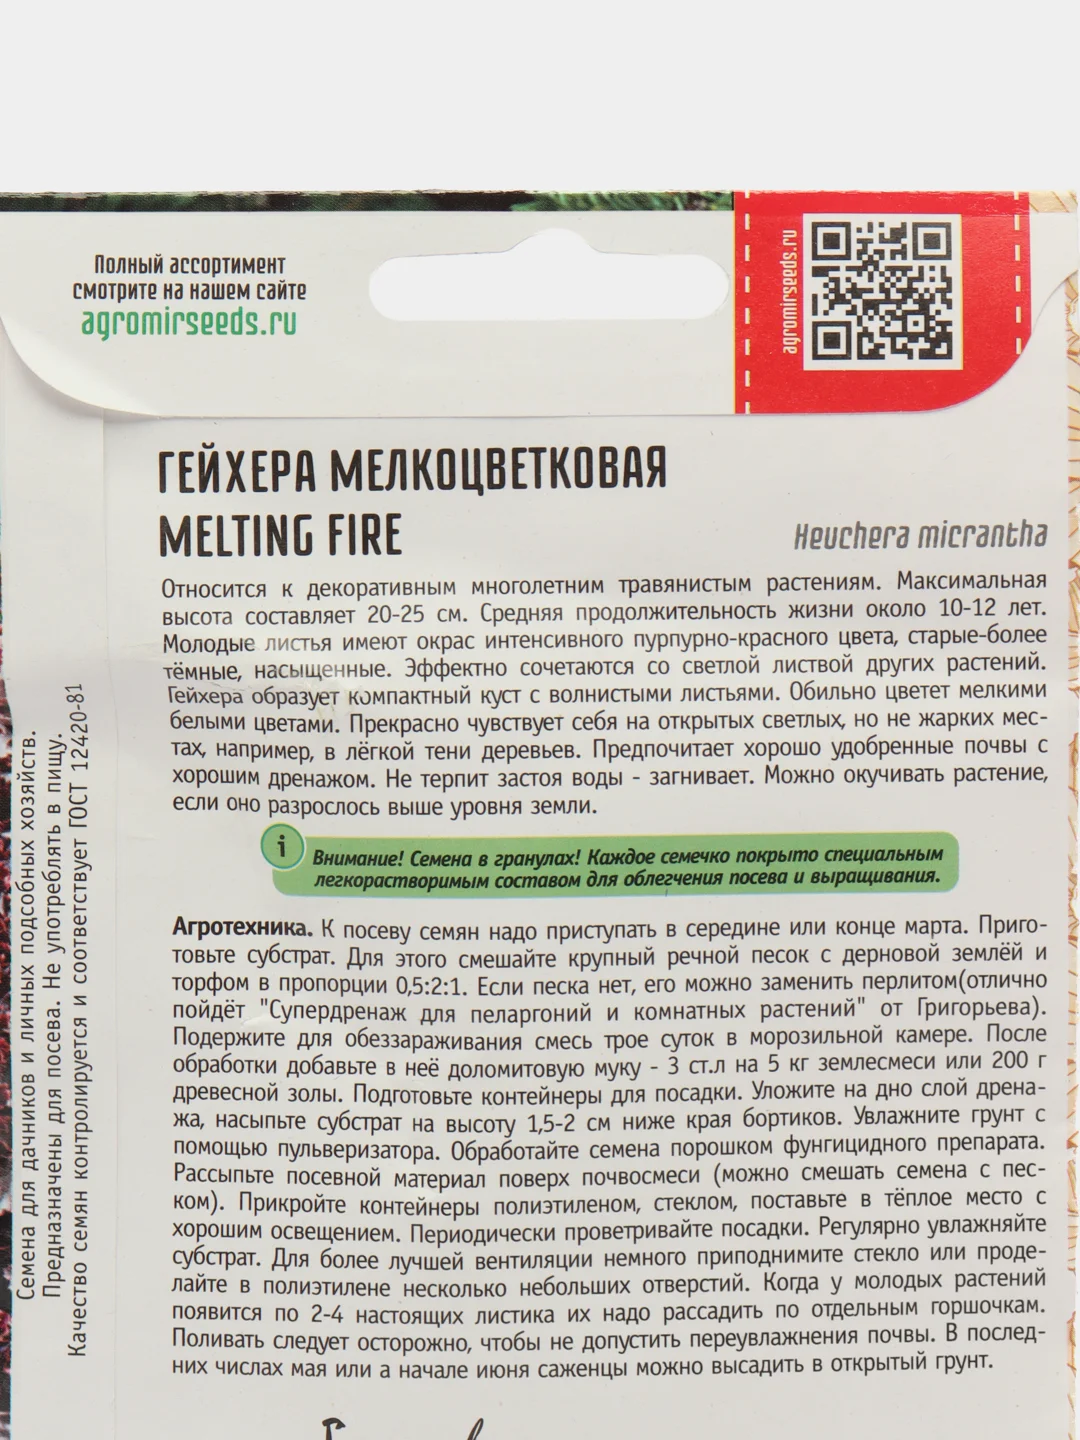 Полный ассортимент
смотрите на нашем сайте
agromirseeds.ru
agromirseeds.ru
ГЕЙХЕРА МЕЛКОЦВЕТКОВАЯ
MELTING FIRE
Heuchera micrantha
Относится к декоративным многолетним травянистым растениям. Максимальная
высота составляет 20-25 см. Средняя продолжительность жизни около 10-12 лет.
Молодые листья имеют окрас интенсивного пурпурно-красного цвета, старые-более
тёмные, насыщенные. Эффектно сочетаются со светлой листвой других растений.
Гейхера образует компактный куст с волнистыми листьями. Обильно цветет мелкими
белыми цветами. Прекрасно чувствует себя на открытых светлых, но не жарких мес-
тах, например, в лёгкой тени деревьев. Предпочитает хорошо удобренные почвы с
хорошим дренажом. Не терпит застоя воды - загнивает. Можно окучивать растение,
если оно разрослось выше уровня земли.
i
Внимание! Семена в гранулах! Каждое семечко покрыто специальным
легкорастворимым составом для облегчения посева и выращивания.
Агротехника. К посеву семян надо приступать в середине или конце марта. Приго-
товьте субстрат. Для этого смешайте крупный речной песок с дерновой землёй и
торфом в пропорции 0,5:2:1. Если песка нет, его можно заменить перлитом(отлично
пойдёт "Супердренаж для пеларгоний и комнатных растений" от Григорьева).
Подержите для обеззараживания смесь трое суток в морозильной камере. После
обработки добавьте в неё доломитовую муку - 3 ст.л на 5 кг землесмеси или 200 г
древесной золы. Подготовьте контейнеры для посадки. Уложите на дно слой дрена-
жа, насыпьте субстрат на высоту 1,5-2 см ниже края бортиков. Увлажните грунт с
помощью пульверизатора. Обработайте семена порошком фунгицидного препарата.
Рассыпьте посевной материал поверх почвосмеси (можно смешать семена с пес-
ком). Прикройте контейнеры полиэтиленом, стеклом, поставьте в тёплое место с
хорошим освещением. Периодически проветривайте посадки. Регулярно увлажняйте
субстрат. Для более лучшей вентиляции немного приподнимите стекло или проде-
лайте в полиэтилене несколько небольших отверстий. Когда у молодых растений
появится по 2-4 настоящих листика их надо рассадить по отдельным горшочкам.
Поливать следует осторожно, чтобы не допустить переувлажнения почвы. В послед-
них числах мая или а начале июня саженцы можно высадить в открытый грунт.
Семена для дачников и личных подсобных хозяйств.
Предназначены для посева. Не употреблять в пищу.
Качество семян контролируется и соответствует ГОСТ 12420-81